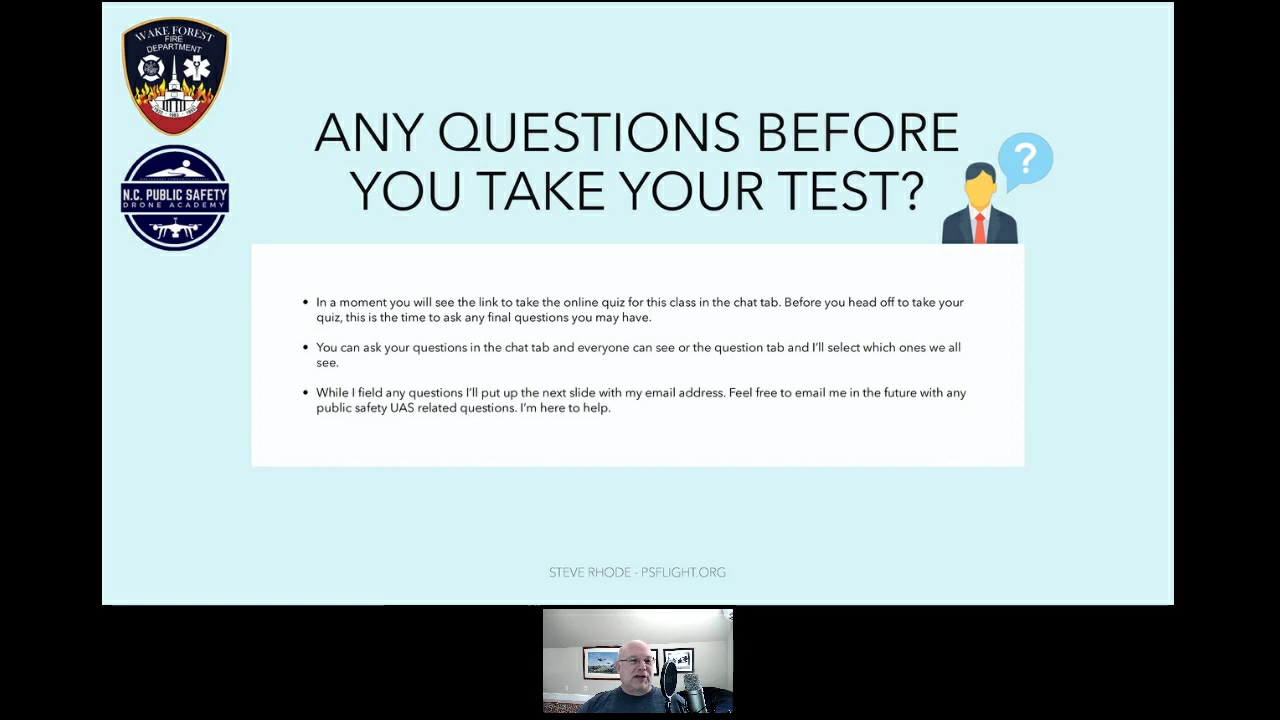 WAKE FOREST
FIRE
DEPARTMENT
N.C. PUBLIC SAFETY
DRONE ACADEMY
ANY QUESTIONS BEFORE
YOU TAKE YOUR TEST?
?
• In a moment you will see the link to take the online quiz for this class in the chat tab. Before you head off to take your
quiz, this is the time to ask any final questions you may have.
• You can ask your questions in the chat tab and everyone can see or the question tab and I'll select which ones we all
see.
• While I field any questions I'll put up the next slide with my email address. Feel free to email me in the future with any
public safety UAS related questions. I'm here to help.
STEVE RHODE - PSFLIGHT.ORG